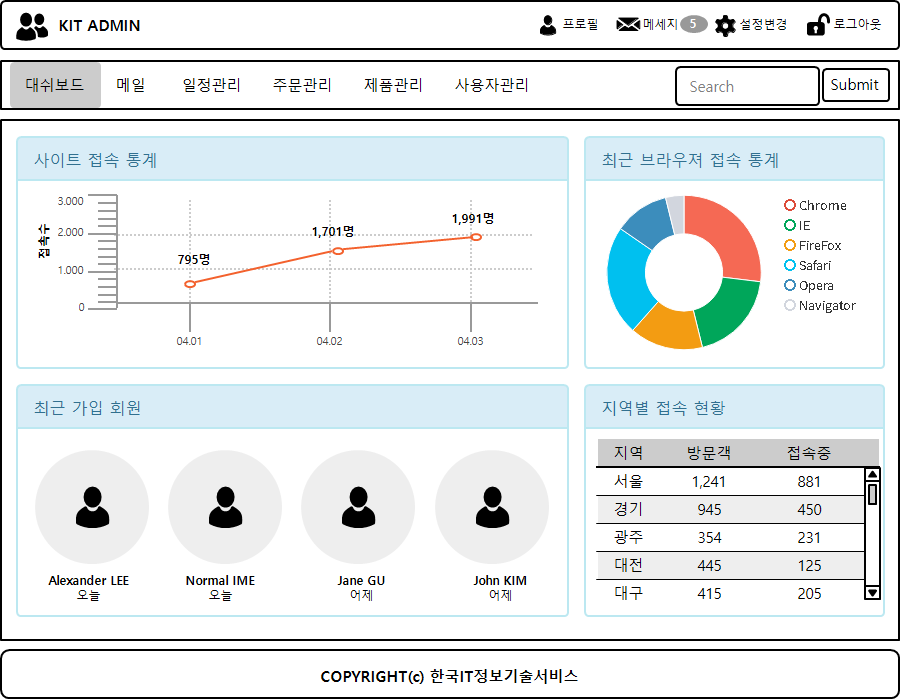 KIT ADMIN 프로필 메세지 5 설정변경 로그아웃
대쉬보드 메일 일정관리 주문관리 제품관리 사용자관리 Search Submit
사이트 접속 통계
접속수
3.000
2.000
1.000
0
795명
1,701명
1,991명
04.01 04.02 04.03
최근 브라우져 접속 통계
Chrome
IE
FireFox
Safari
Opera
Navigator
최근 가입 회원
Alexander LEE
오늘
Normal IME
오늘
Jane GU
어제
John KIM
어제
지역별 접속 현황
지역 방문객 접속중
서울 1,241 881
경기 945 450
광주 354 231
대전 445 125
대구 415 205
COPYRIGHT(c) 한국IT정보기술서비스